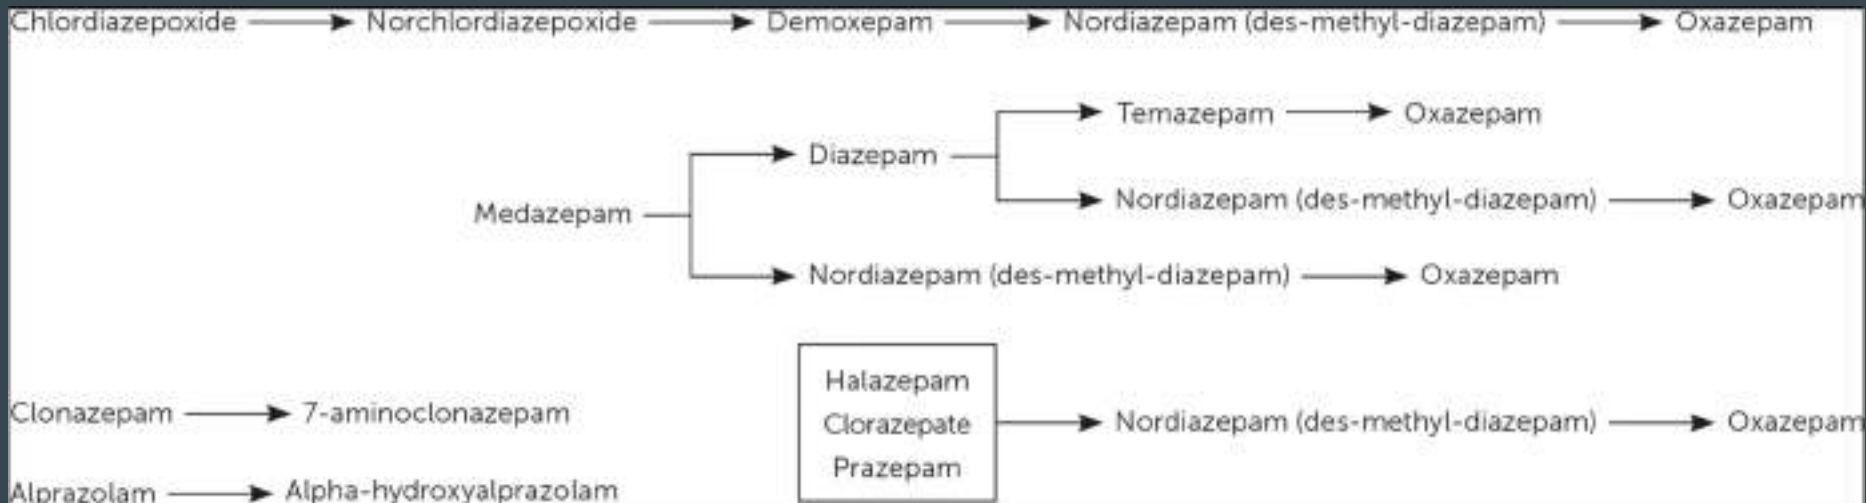 Chlordiazepoxide Norchlordiazepoxide Demoxepam Nordiazepam (des-methyl-diazepam) Oxazepam
Temazepam Oxazepam
Diazepam
Nordiazepam (des-methyl-diazepam) Oxazepam
Medazepam
Nordiazepam (des-methyl-diazepam) Oxazepam
Halazepam
Clonazepam 7-aminoclonazepam
Clorazepate Nordiazepam (des-methyl-diazepam) Oxazepam
Prazepam
Alprazolam Alpha-hydroxyalprazolam